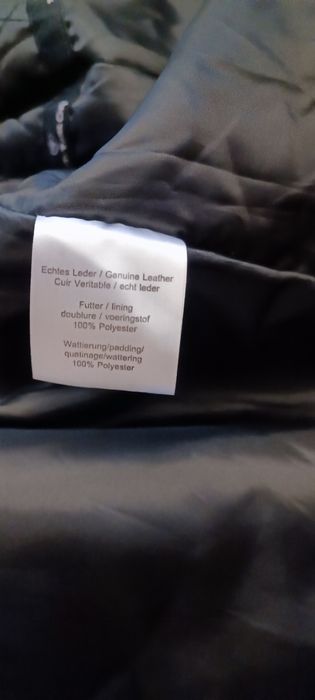 Echtes Leder / Genuine Leather
Cuir Veritable / echt leder
Futter / lining
doublure / voeringstof
100% Polyester
Wattierung/padding/
quatinage/wattering
100% Polyester